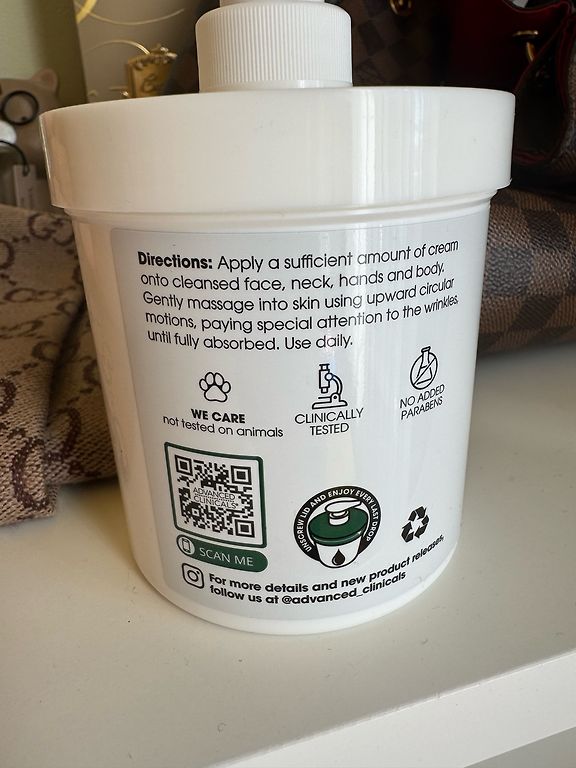 Directions: Apply a sufficient amount of cream
onto cleansed face, neck, hands and body.
Gently massage into skin using upward circular
motions, paying special attention to the wrinkles,
until fully absorbed. Use daily.
WE CARE
not tested on animals
CLINICALLY
TESTED
NO ADDED
PARABENS
ADVANCED
CLINICALS
SCAN ME
UNSCREW LID AND ENJOY EVERY LAST DROP
For more details and new product releases,
follow us at @advanced_clinicals